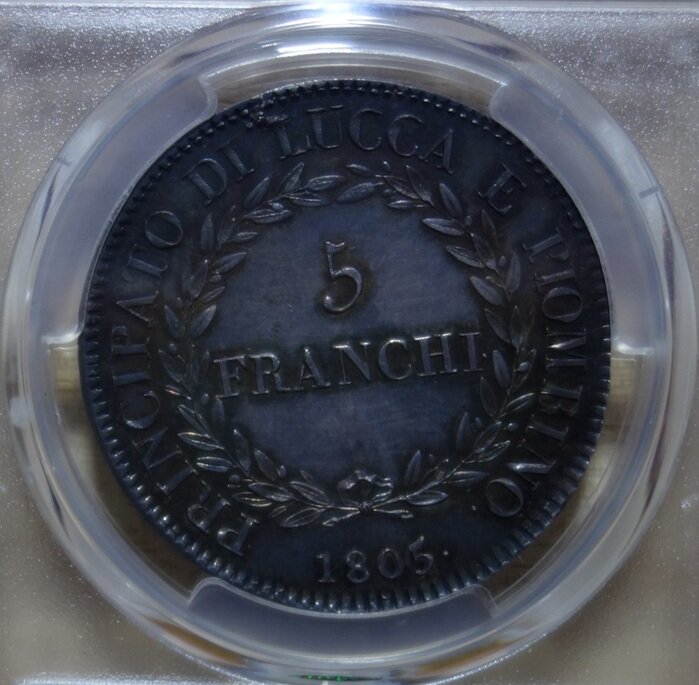 PRINCIPATO DI LUCCA E PIOMBINO
5
FRANCHI
1805.